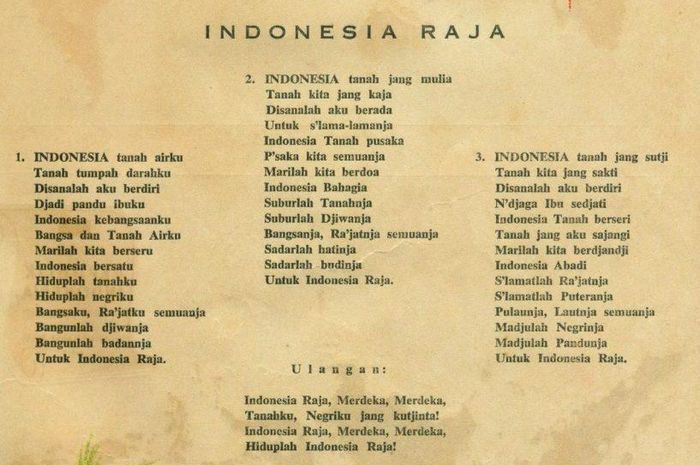 INDONESIA RAJA
1. INDONESIA tanah airku
Tanah tumpah darahku
Disanalah aku berdiri
Djadi pandu ibuku
Indonesia kebangsaanku
Bangsa dan Tanah Airku
Marilah kita berseru
Indonesia bersatu
Hiduplah tanahku
Hiduplah negriku
Bangsaku, Ra'jatku semuanja
Bangunlah djiwanja
Bangunlah badannja
Untuk Indonesia Raja.
2. INDONESIA tanah jang mulia
Tanah kita jang kaja
Disanalah aku berada
Untuk s'lama-lamanja
Indonesia Tanah pusaka
P'saka kita semuanja
Marilah kita berdoa
Indonesia Bahagia
Suburlah Tanahnja
Suburlah Djiwanja
Bangsanja, Ra'jatnja semuanja
Sadarlah hatinja
Sadarlah budinja
Untuk Indonesia Raja.
3. INDONESIA tanah jang sutji
Tanah kita jang sakti
Disanalah aku berdiri
N'djaga Ibu sedjati
Indonesia Tanah berseri
Tanah jang aku sajangi
Marilah kita berdjandji
Indonesia Abadi
S'lamatlah Ra'jatnja
S'lamatlah Puteranja
Pulaunja, Lautnja semuanja
Madjulah Negrinja
Madjulah Pandunja
Untuk Indonesia Raja.
Ulangan:
Indonesia Raja, Merdeka, Merdeka,
Tanahku, Negriku jang kutjinta!
Indonesia Raja, Merdeka, Merdeka,
Hiduplah Indonesia Raja!